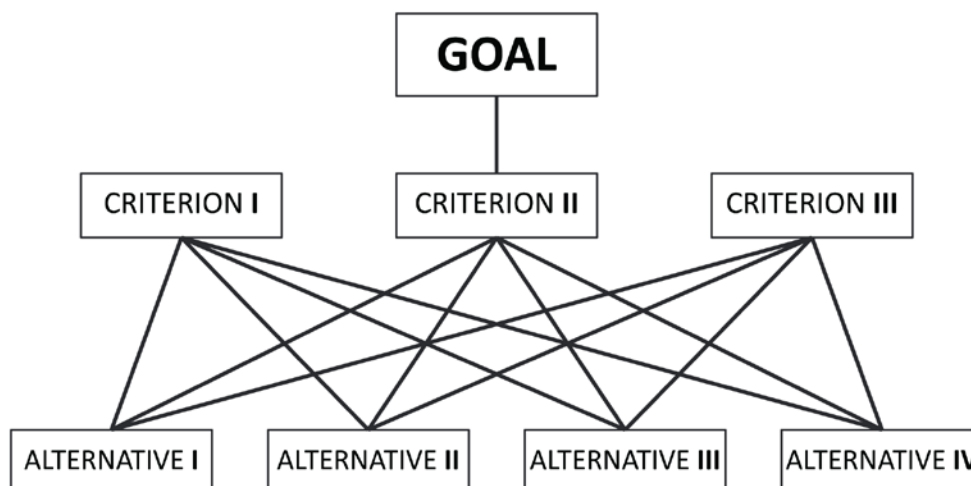 GOAL
CRITERION I
CRITERION II
CRITERION III
ALTERNATIVE I
ALTERNATIVE II
ALTERNATIVE III
ALTERNATIVE IV